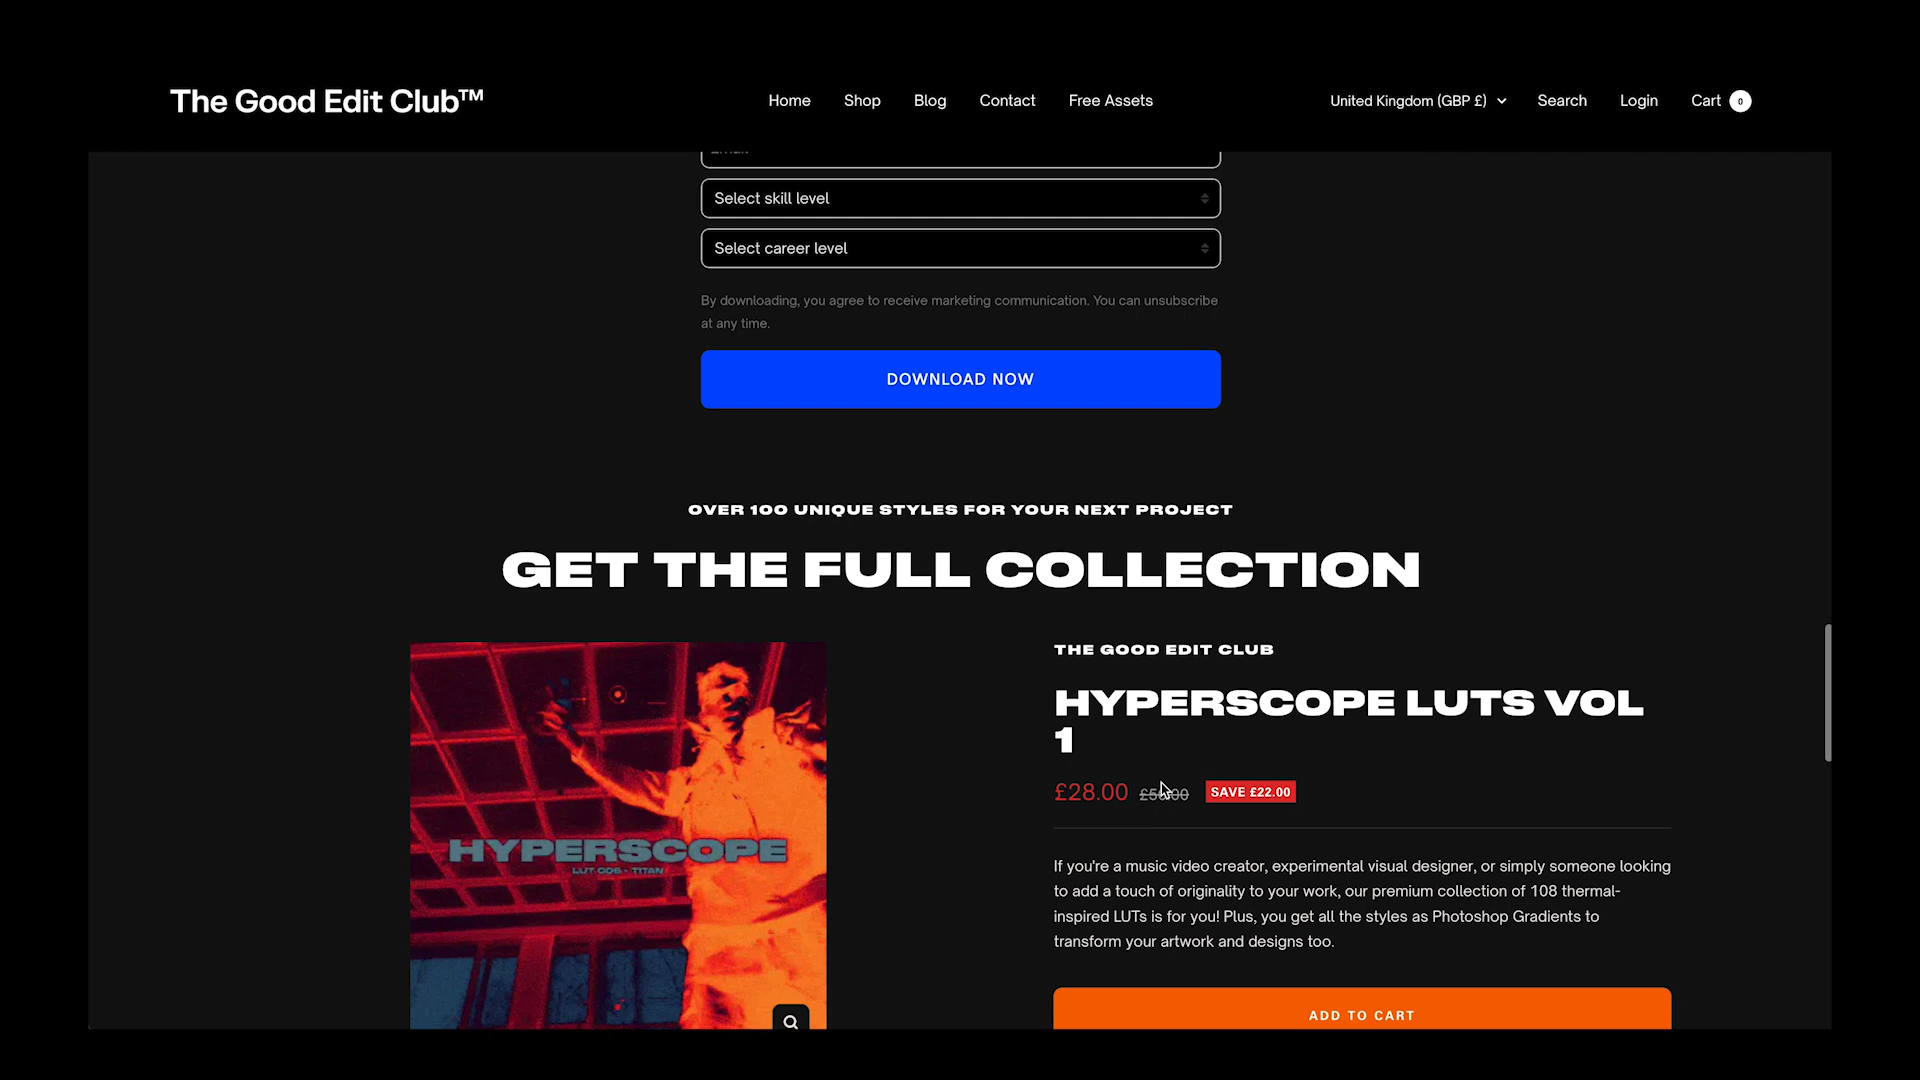 The Good Edit Club™
Home Shop Blog Contact Free Assets
United Kingdom (GBP £) Search Login Cart 0
Select skill level
Select career level
By downloading, you agree to receive marketing communication. You can unsubscribe
at any time.
DOWNLOAD NOW
OVER 100 UNIQUE STYLES FOR YOUR NEXT PROJECT
GET THE FULL COLLECTION
HYPERSCOPE
LUT 006 - TITAN
THE GOOD EDIT CLUB
HYPERSCOPE LUTS VOL
1
£28.00 £50.00 SAVE £22.00
If you're a music video creator, experimental visual designer, or simply someone looking
to add a touch of originality to your work, our premium collection of 108 thermal-
inspired LUTs is for you! Plus, you get all the styles as Photoshop Gradients to
transform your artwork and designs too.
ADD TO CART